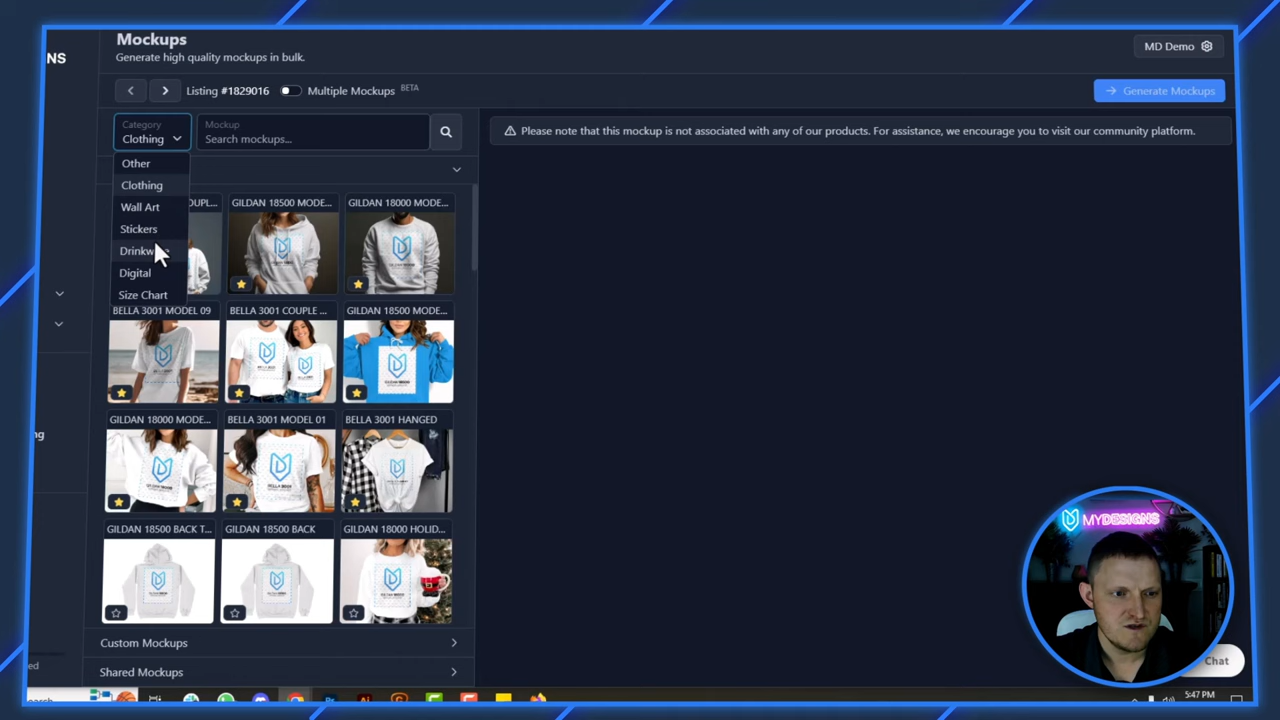 Mockups
Generate high quality mockups in bulk.
NS
MD Demo
Listing #1829016
Multiple Mockups
BETA
Generate Mockups
Category
Clothing
Mockup
Search mockups...
Please note that this mockup is not associated with any of our products. For assistance, we encourage you to visit our community platform.
Other
Clothing
Wall Art
Stickers
Digital
Size Chart
GILDAN 18500 MODE...
GILDAN 18000 MODE...
BELLA 3001 MODEL 09
BELLA 3001 COUPLE ...
GILDAN 18500 MODE...
GILDAN 18000 MODE...
BELLA 3001 MODEL 01
BELLA 3001 HANGED
GILDAN 18500 BACK T...
GILDAN 18500 BACK
GILDAN 18000 HOLID...
Custom Mockups
Shared Mockups
MYDESIGNS
Chat
5:47 PM